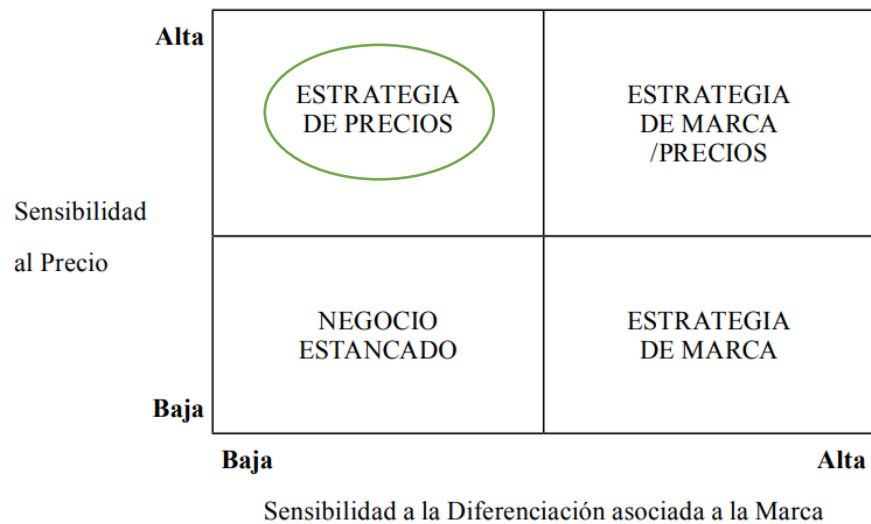 Alta
ESTRATEGIA
DE PRECIOS
ESTRATEGIA
DE MARCA
/PRECIOS
Sensibilidad
al Precio
NEGOCIO
ESTANCADO
ESTRATEGIA
DE MARCA
Baja
Baja
Alta
Sensibilidad a la Diferenciación asociada a la Marca